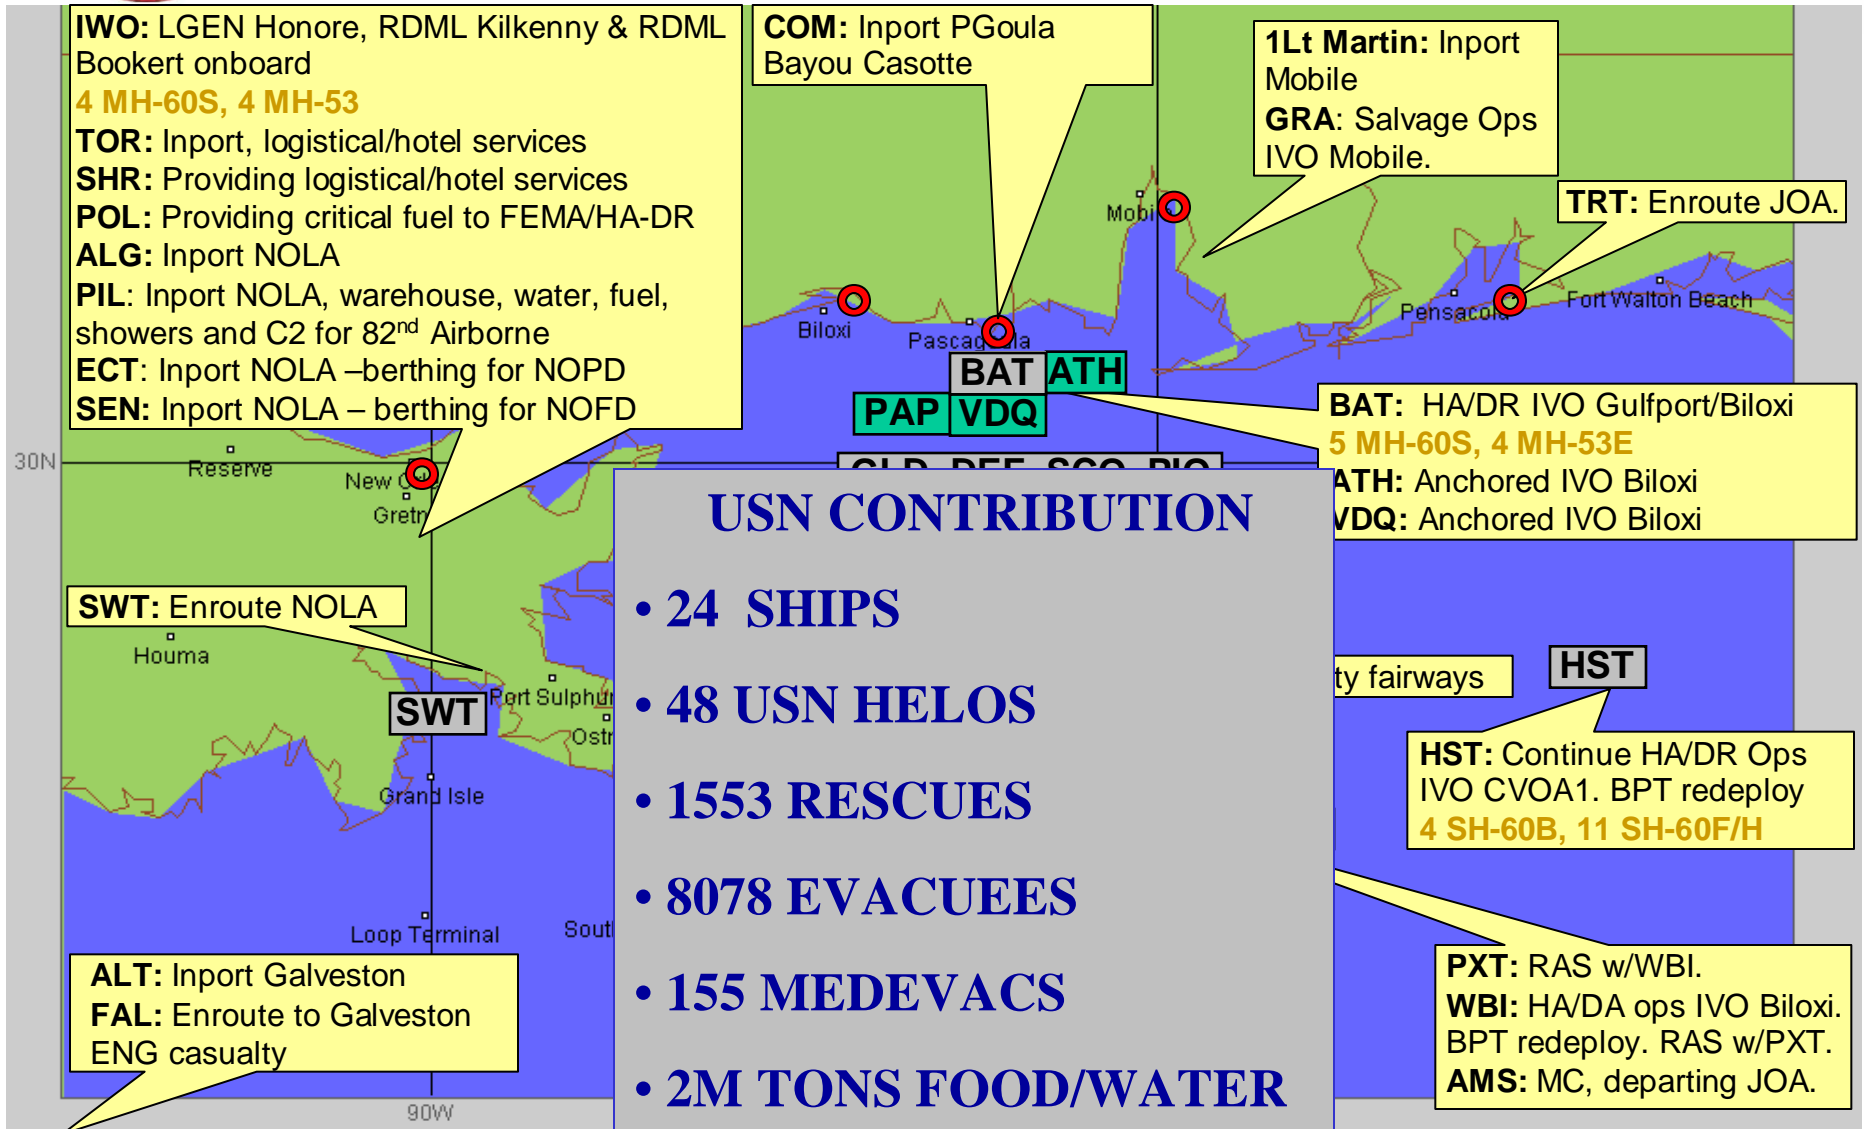 IWO: LGEN Honore, RDML Kilkenny & RDML
Bookert onboard
4 MH-60S, 4 MH-53
TOR: Inport, logistical/hotel services
SHR: Providing logistical/hotel services
POL: Providing critical fuel to FEMA/HA-DR
ALG: Inport NOLA
PIL: Inport NOLA, warehouse, water, fuel,
showers and C2 for 82nd Airborne
ECT: Inport NOLA –berthing for NOPD
SEN: Inport NOLA – berthing for NOFD
COM: Inport PGoula
Bayou Casotte
1Lt Martin: Inport
Mobile
GRA: Salvage Ops
IVO Mobile.
TRT: Enroute JOA.
Mobile
Biloxi
Pascagoula
Pensacola
Fort Walton Beach
BAT ATH
PAP VDQ
BAT: HA/DR IVO Gulfport/Biloxi
5 MH-60S, 4 MH-53E
ATH: Anchored IVO Biloxi
VDQ: Anchored IVO Biloxi
30N
Reserve
New
Gretn
SWT: Enroute NOLA
Houma
SWT
Port Sulphur
Ostr
Grand Isle
Loop Terminal
Sout
ty fairways
HST
HST: Continue HA/DR Ops
IVO CVOA1. BPT redeploy
4 SH-60B, 11 SH-60F/H
USN CONTRIBUTION
• 24 SHIPS
• 48 USN HELOS
• 1553 RESCUES
• 8078 EVACUEES
• 155 MEDEVACS
• 2M TONS FOOD/WATER
ALT: Inport Galveston
FAL: Enroute to Galveston
ENG casualty
PXT: RAS w/WBI.
WBI: HA/DA ops IVO Biloxi.
BPT redeploy. RAS w/PXT.
AMS: MC, departing JOA.
90W